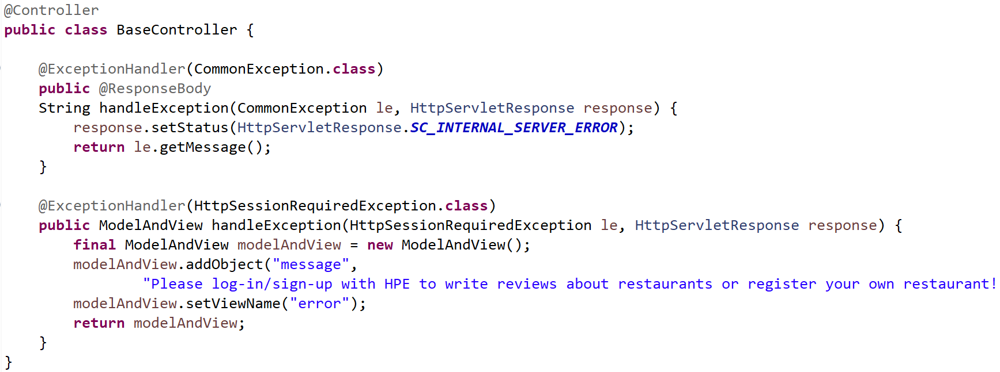 @Controller
public class BaseController {
@ExceptionHandler(CommonException.class)
public @ResponseBody
String handleException(CommonException le, HttpServletResponse response) {
response.setStatus(HttpServletResponse.SC_INTERNAL_SERVER_ERROR);
return le.getMessage();
}
@ExceptionHandler(HttpSessionRequiredException.class)
public ModelAndView handleException(HttpSessionRequiredException le, HttpServletResponse response) {
final ModelAndView modelAndView = new ModelAndView();
modelAndView.addObject("message",
"Please log-in/sign-up with HPE to write reviews about restaurants or register your own restaurant!
modelAndView.setViewName("error");
return modelAndView;
}
}